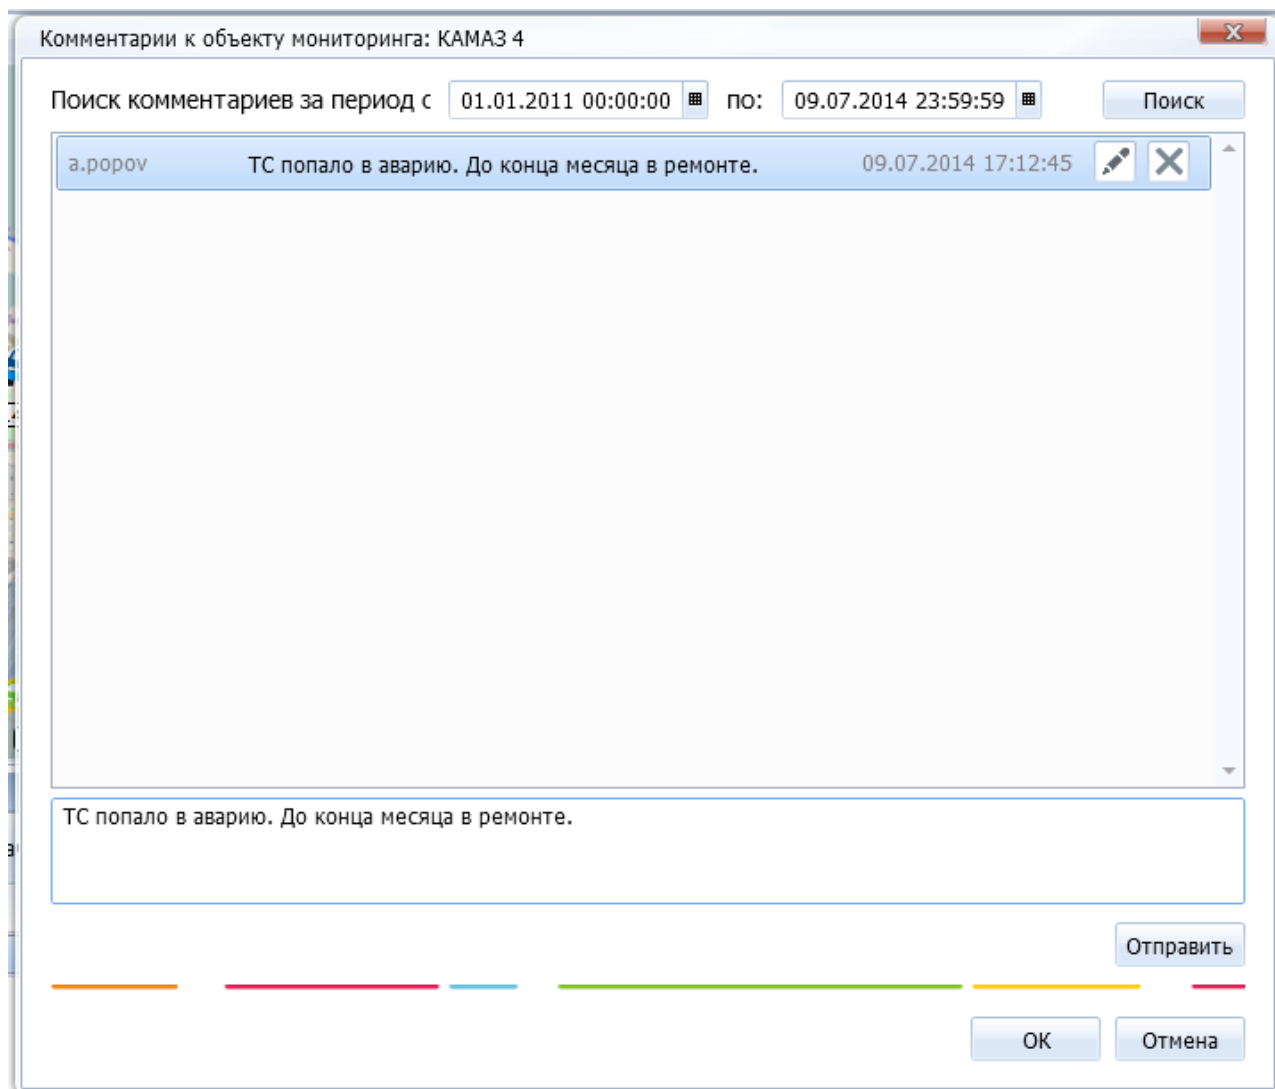 Комментарии к объекту мониторинга: КАМАЗ 4
Поиск комментариев за период с 01.01.2011 00:00:00 по: 09.07.2014 23:59:59 Поиск
a.popov ТС попало в аварию. До конца месяца в ремонте. 09.07.2014 17:12:45
ТС попало в аварию. До конца месяца в ремонте.
Отправить
ОК Отмена